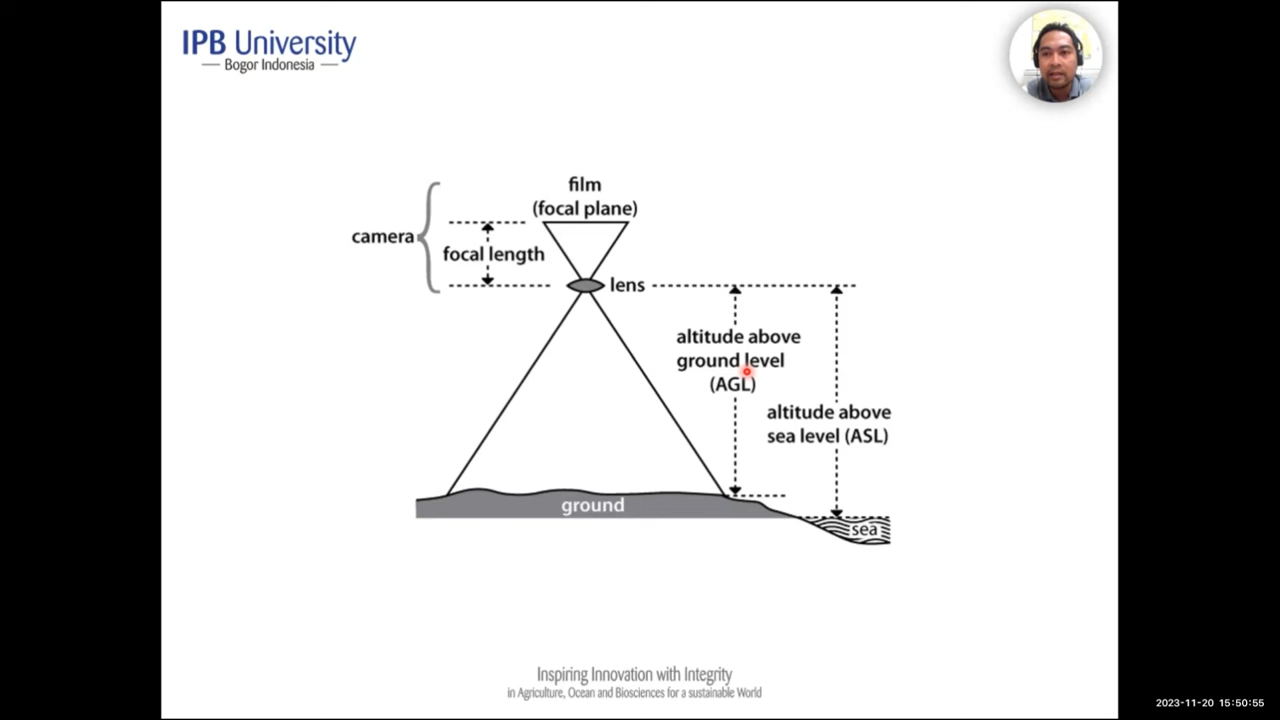 IPB University
Bogor Indonesia
film
(focal plane)
camera
focal length
lens
altitude above
ground level
(AGL)
altitude above
sea level (ASL)
ground
sea
Inspiring Innovation with Integrity
in Agriculture, Ocean and Biosciences for a sustainable World
2023-11-20 15:50:55